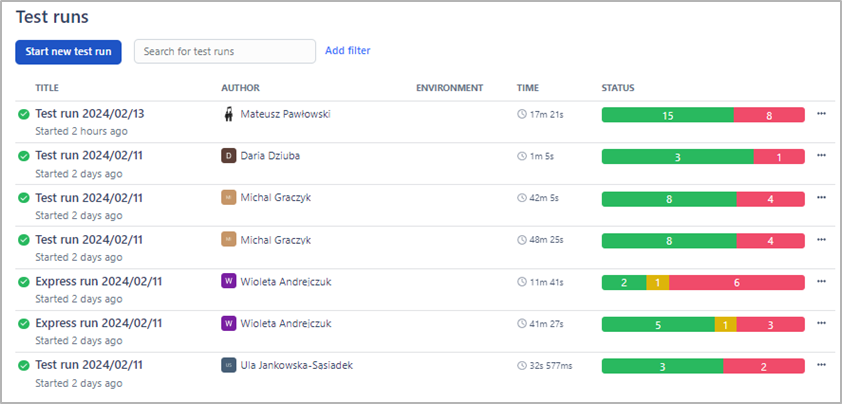 Test runs
Start new test run Search for test runs Add filter
TITLE AUTHOR ENVIRONMENT TIME STATUS
Test run 2024/02/13 Mateusz Pawłowski 17m 21s 15 8
Started 2 hours ago
Test run 2024/02/11 D Daria Dziuba 1m 5s 3 1
Started 2 days ago
Test run 2024/02/11 Michal Graczyk 42m 5s 8 4
Started 2 days ago
Test run 2024/02/11 Michal Graczyk 48m 25s 8 4
Started 2 days ago
Express run 2024/02/11 W Wioleta Andrejczuk 11m 41s 2 1 6
Started 2 days ago
Express run 2024/02/11 W Wioleta Andrejczuk 41m 27s 5 1 3
Started 2 days ago
Test run 2024/02/11 Ula Jankowska-Sasiadek 32s 577ms 3 2
Started 2 days ago